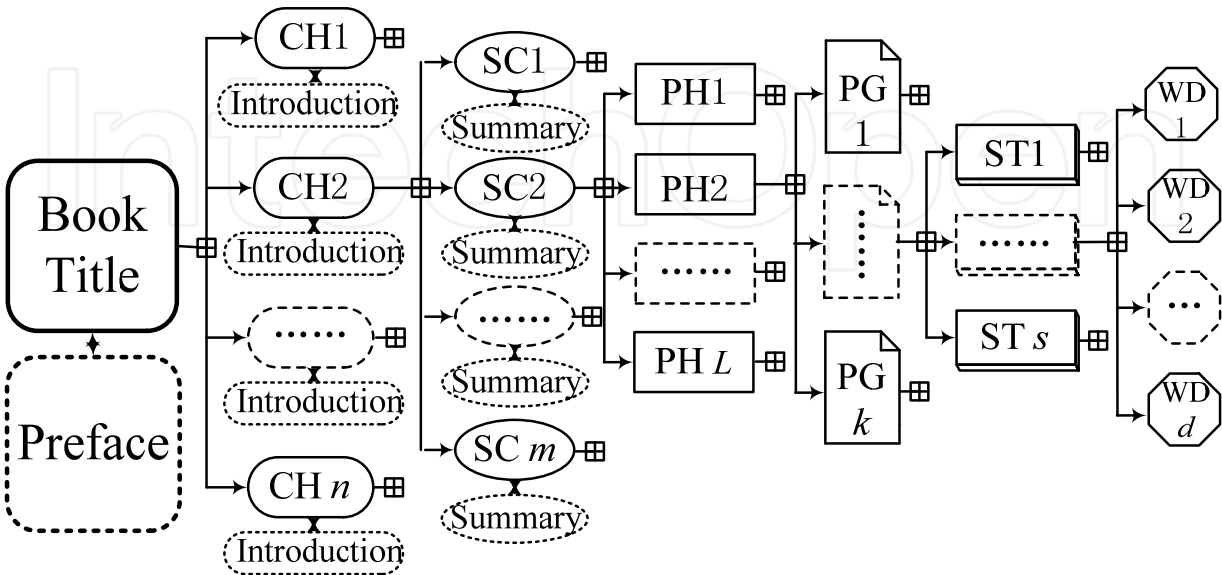 Book
Title
Preface
CH1
Introduction
CH2
Introduction
......
Introduction
CH n
Introduction
SC1
Summary
SC2
Summary
......
Summary
SC m
Summary
PH1
PH2
......
PH L
PG
1
......
PG
k
ST1
......
ST s
WD
1
WD
2
...
WD
d
IntechOpen